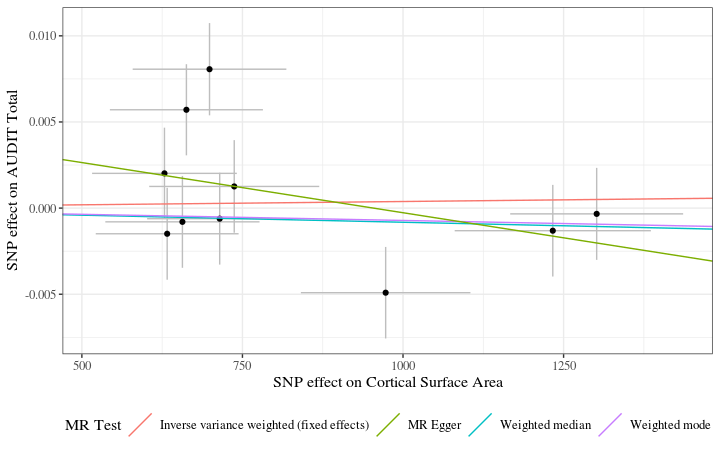 SNP effect on AUDIT Total
0.010
0.005
0.000
-0.005
500
750
1000
1250
SNP effect on Cortical Surface Area
MR Test
Inverse variance weighted (fixed effects)
MR Egger
Weighted median
Weighted mode